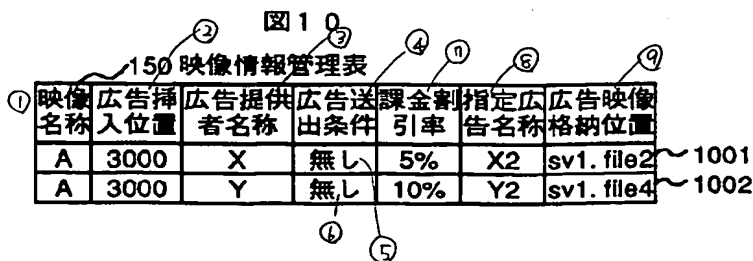 図10
② ③ ④ ⑦ ⑧ ⑨
150 映像情報管理表
① 映像名称 広告挿入位置 広告提供者名称 広告送出条件 課金割引率 指定広告名称 広告映像格納位置
A 3000 X 無し 5% X2 sv1.file2 1001
A 3000 Y 無し 10% Y2 sv1.file4 1002
⑥ ⑤